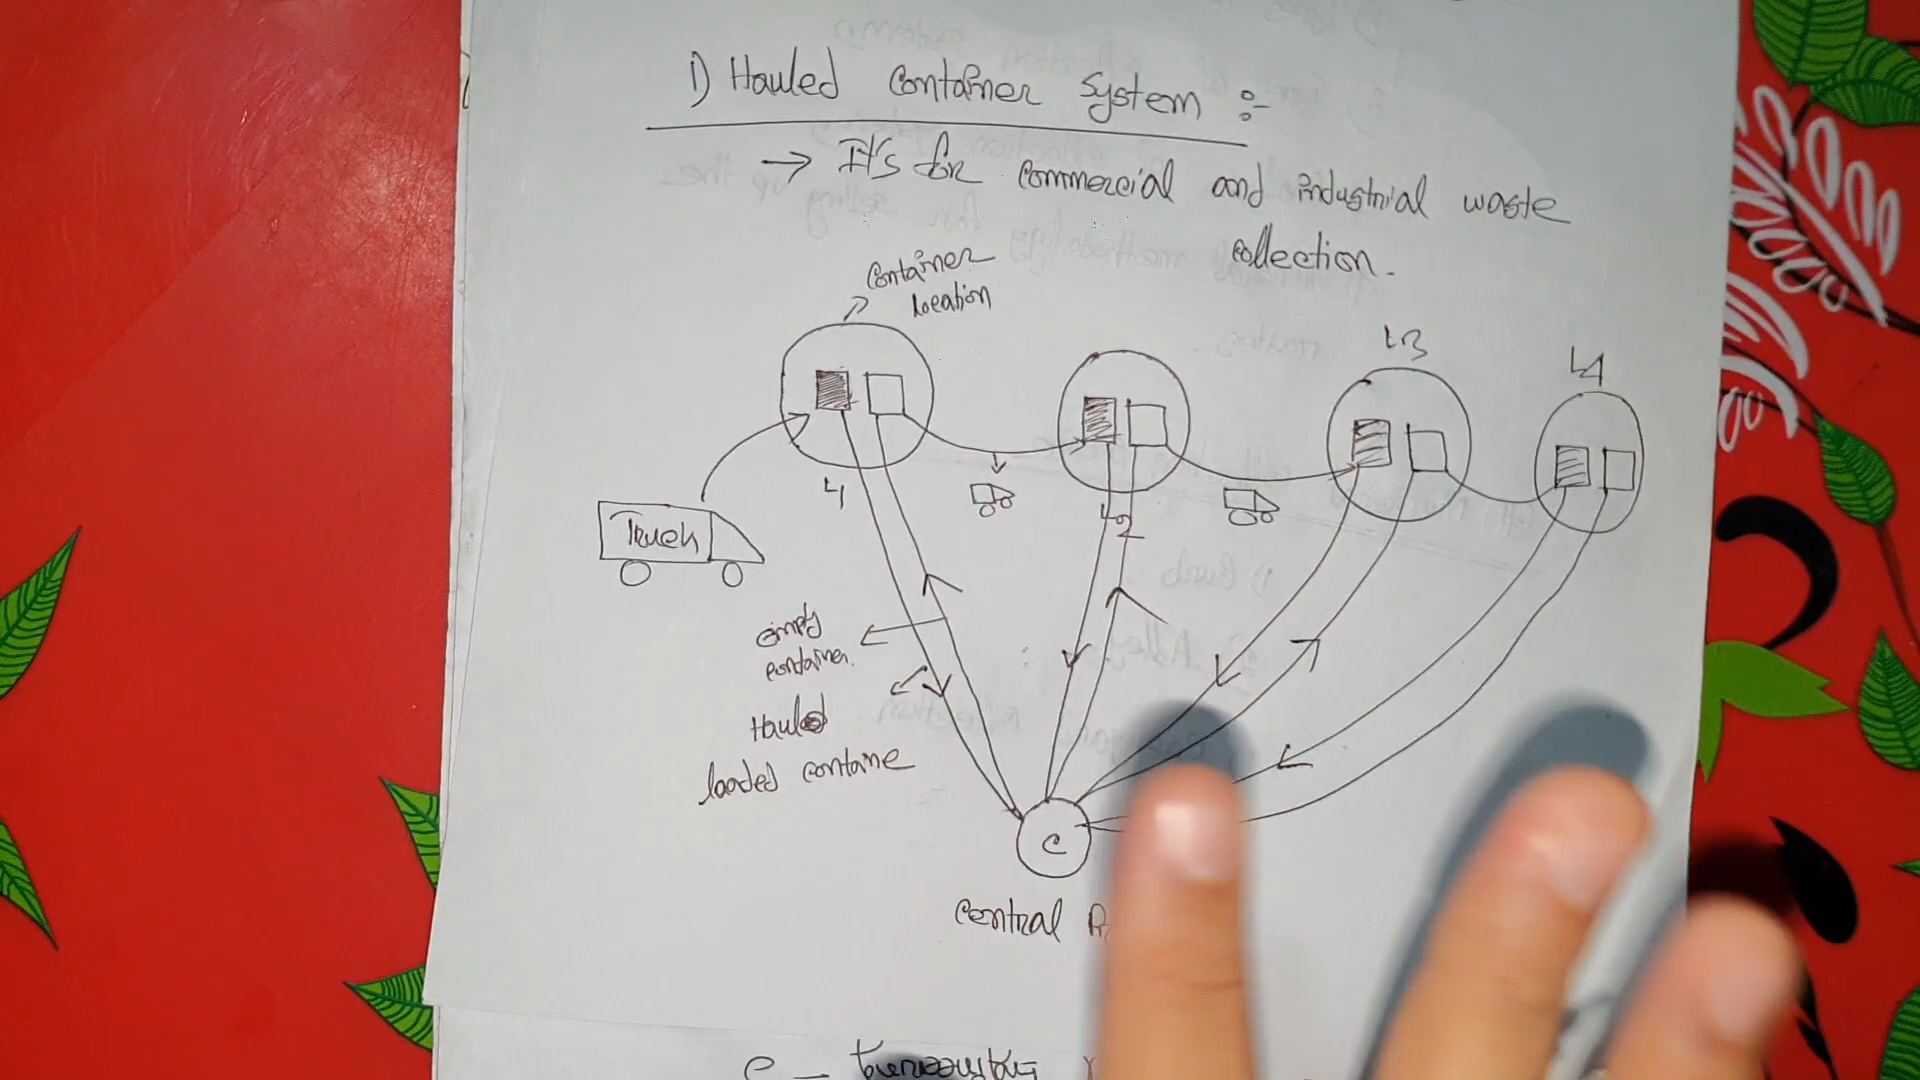 1) Hauled Container System :-
→ It's for commercial and industrial waste
collection.
Container
Location
L1
L2
L3
L4
Truck
empty
container.
Hauled
loaded containe
C
Central
C —